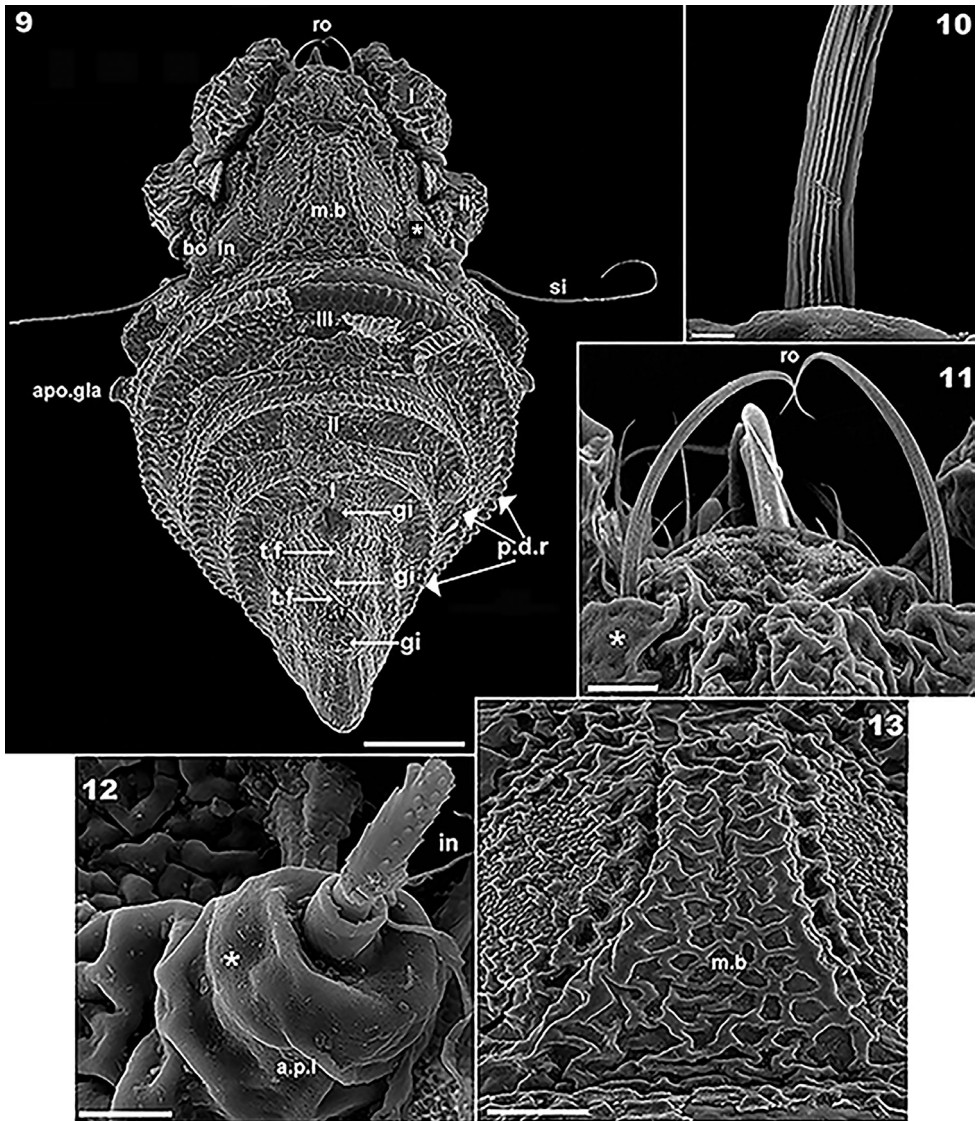 9
ro
I
II
m.b
*
bo in
si
III
apo.gla
II
I
gi
t.f
p.d.r
gi
t.f
gi
10
ro
11
*
12
in
*
a.p.l
13
m.b